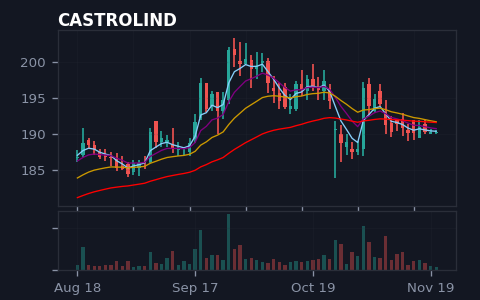 CASTROLIND
200
195
190
185
Aug 18
Sep 17
Oct 19
Nov 19